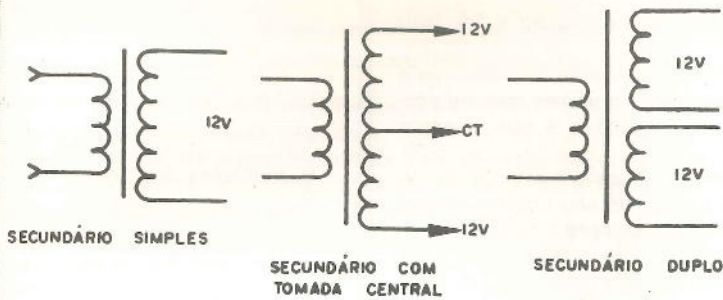 12V
SECUNDÁRIO SIMPLES
12V
CT
12V
SECUNDÁRIO COM
TOMADA CENTRAL
12V
12V
SECUNDÁRIO DUPLO